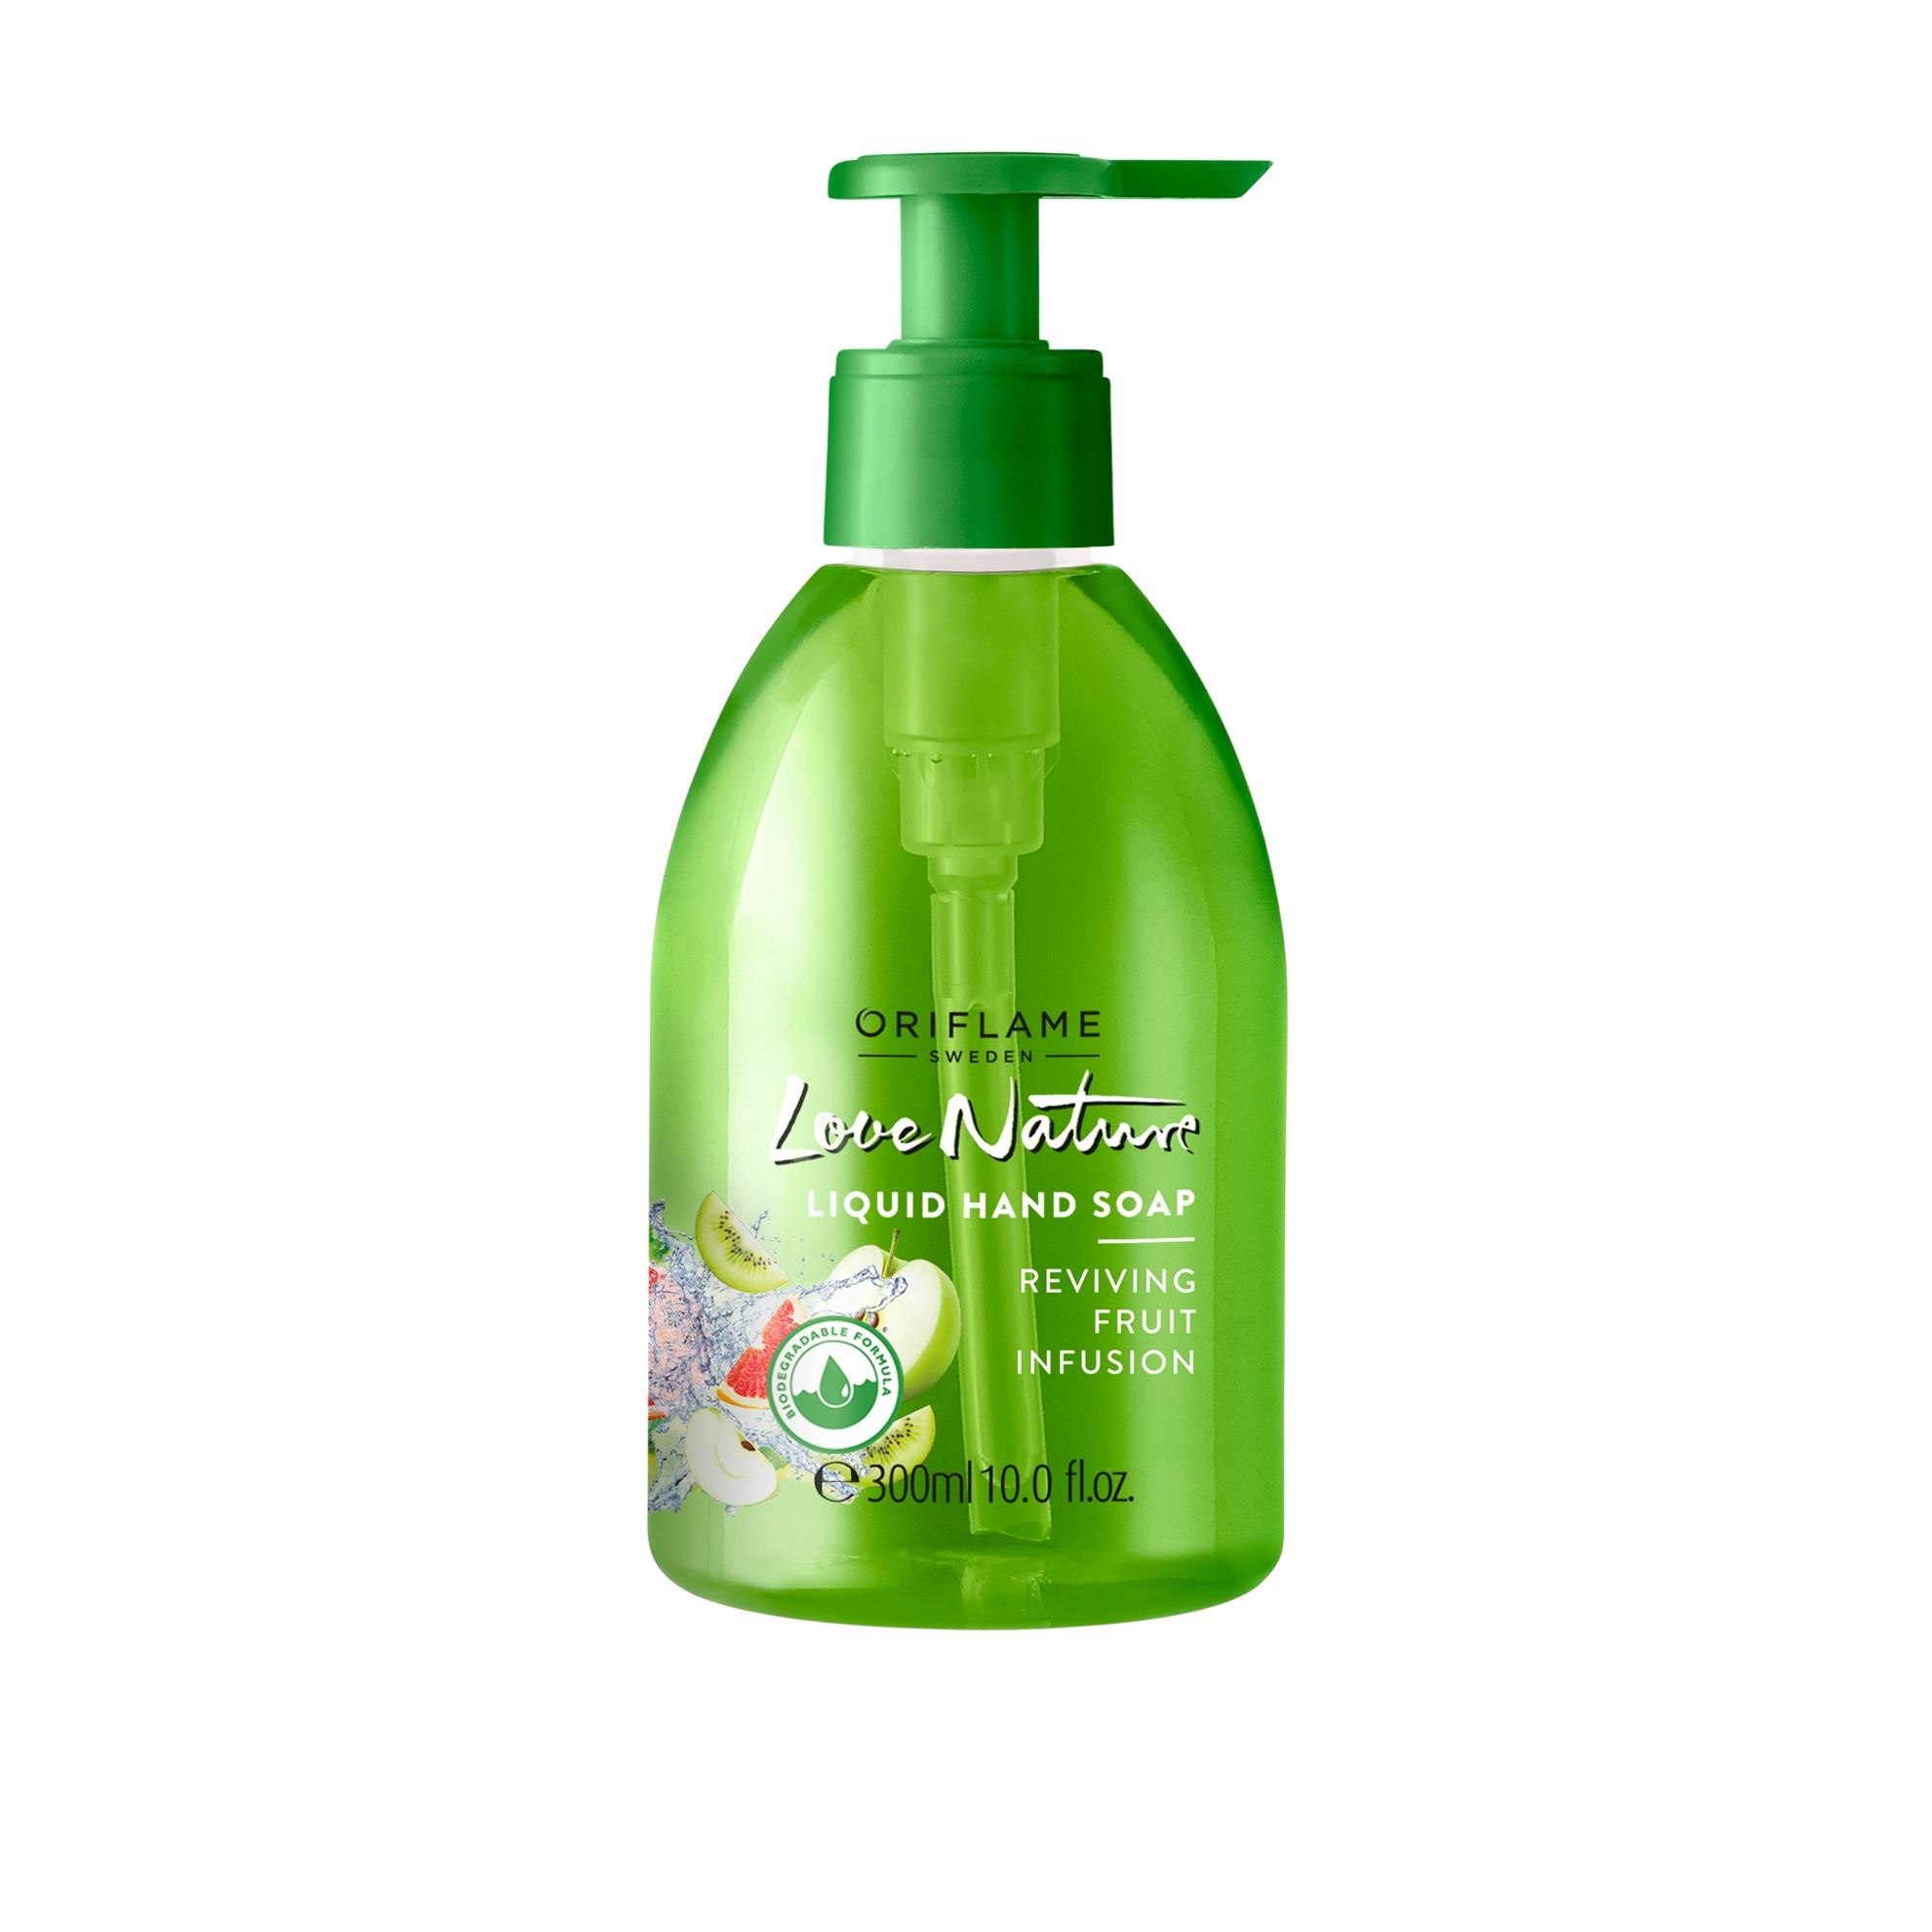 ORIFLAME
SWEDEN
Love Nature
LIQUID HAND SOAP
REVIVING
FRUIT
INFUSION
BIODEGRADABLE FORMULA
℮300ml 10.0 fl.oz.